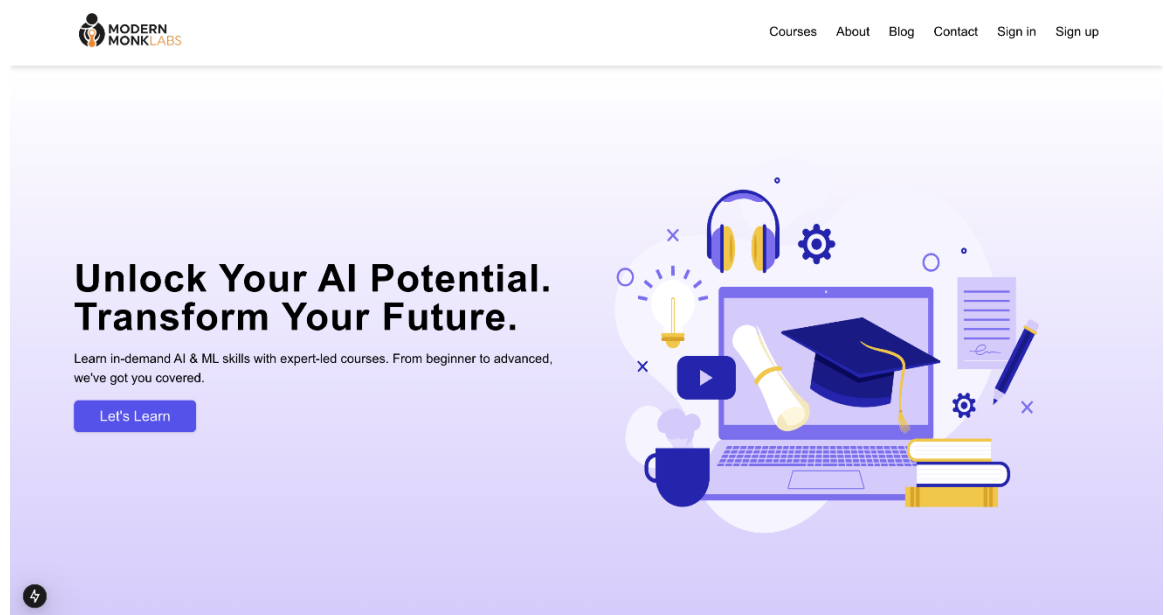 MODERN
MONKLABS
Courses About Blog Contact Sign in Sign up
Unlock Your AI Potential.
Transform Your Future.
Learn in-demand AI & ML skills with expert-led courses. From beginner to advanced,
we've got you covered.
Let's Learn